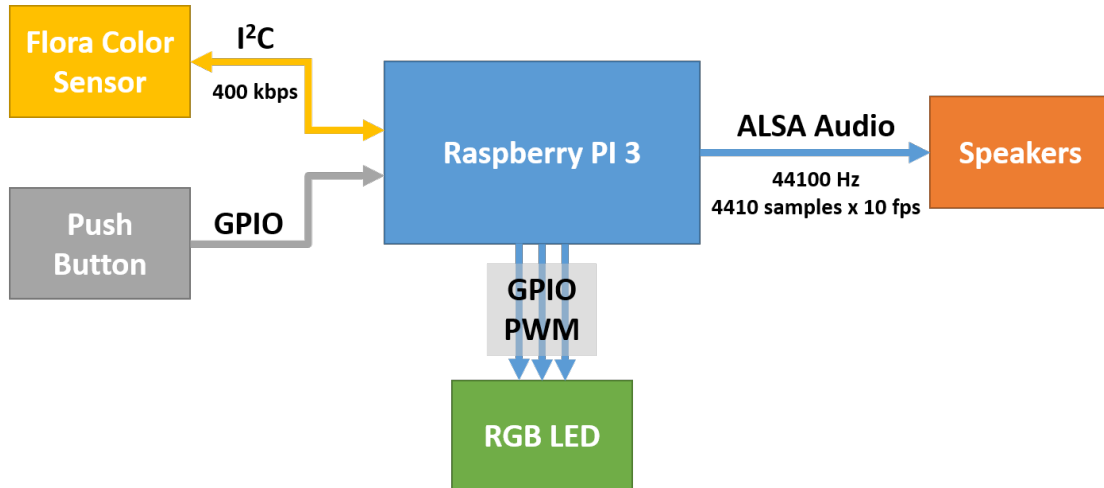 Flora Color
Sensor
I²C
400 kbps
Raspberry PI 3
ALSA Audio
44100 Hz
4410 samples x 10 fps
Speakers
Push
Button
GPIO
GPIO
PWM
RGB LED